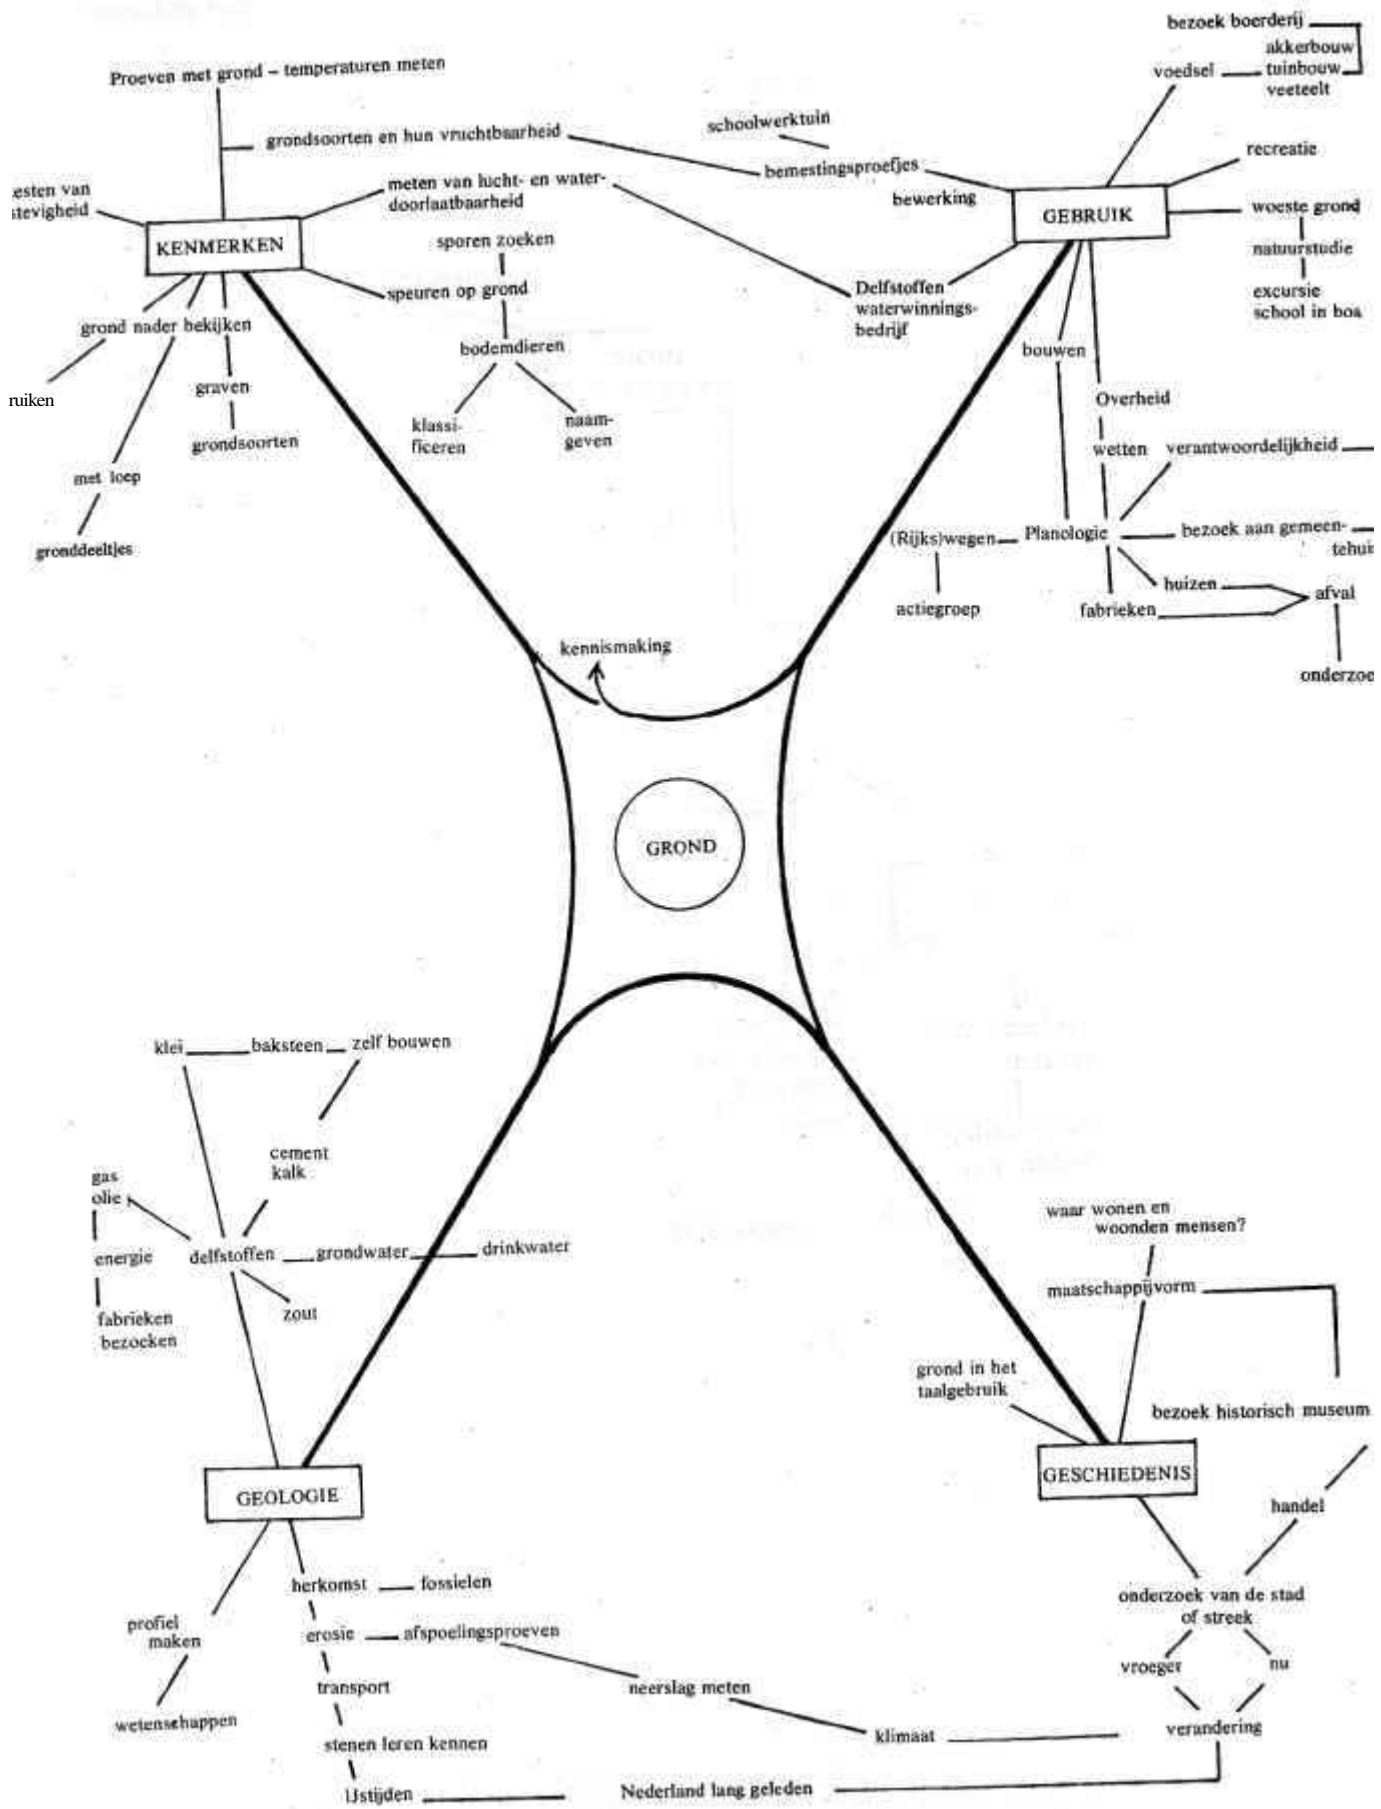 Proeven met grond – temperaturen meten
grondsoorten en hun vruchtbaarheid
esten van
stevigheid
KENMERKEN
meten van lucht- en water-
doorlaatbaarheid
sporen zoeken
speuren op grond
bodemdieren
klassi-
ficeren
naam-
geven
grond nader bekijken
ruiken
graven
grondsoorten
met loep
gronddeeltjes
schoolwerktuin
bemestingsproefjes
bewerking
GEBRUIK
bezoek boerderij
voedsel
akkerbouw
tuinbouw
veeteelt
recreatie
woeste grond
natuurstudie
excursie
school in boa
Delfstoffen
waterwinnings-
bedrijf
bouwen
Overheid
wetten
verantwoordelijkheid
(Rijks)wegen
Planologie
bezoek aan gemeen-
tehuis
actiegroep
huizen
fabrieken
afval
onderzoe
kennismaking
GROND
klei
baksteen
zelf bouwen
cement
kalk
gas
olie
energie
fabrieken
bezoeken
delfstoffen
grondwater
drinkwater
zout
GEOLOGIE
profiel
maken
wetenschappen
herkomst
fossielen
erosie
afspoelingsproeven
transport
neerslag meten
stenen leren kennen
klimaat
IJstijden
Nederland lang geleden
waar wonen en
woonden mensen?
maatschappijvorm
grond in het
taalgebruik
bezoek historisch museum
GESCHIEDENIS
handel
onderzoek van de stad
of streek
vroeger
nu
verandering